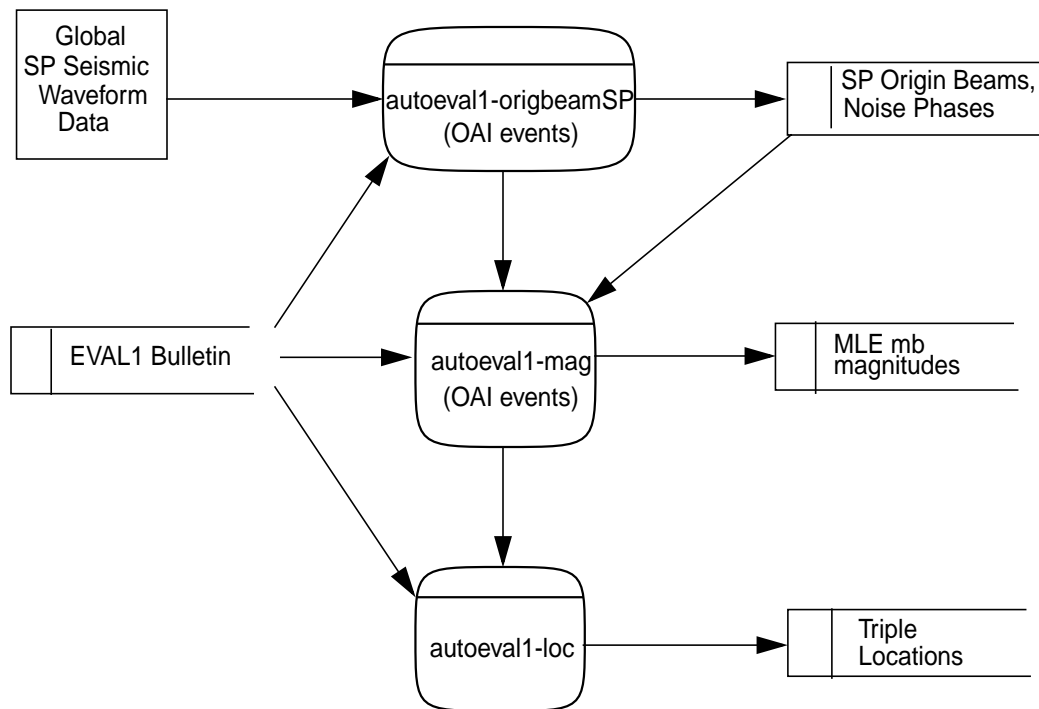 Global
SP Seismic
Waveform
Data
autoeval1-origbeamSP
(OAI events)
SP Origin Beams,
Noise Phases
EVAL1 Bulletin
autoeval1-mag
(OAI events)
MLE mb
magnitudes
autoeval1-loc
Triple
Locations